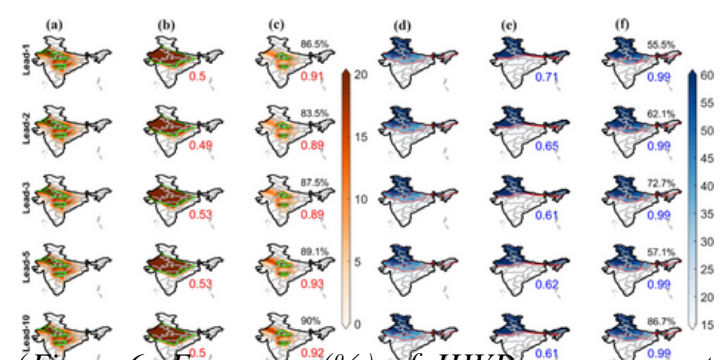 (a) (b) (c) (d) (e) (f)
Lead-1 86.5% 55.5%
0.5 0.91 0.71 0.99
20 60
Lead-2 83.5% 62.1%
0.49 0.89 0.65 0.99
15 55
50
45
Lead-3 87.5% 72.7%
0.53 0.89 0.61 0.99
10 40
35
Lead-5 89.1% 57.1%
0.53 0.93 0.62 0.99
5 30
25
20
Lead-10 90% 86.7%
0 15
0.5 0.92 0.61 0.99
(%) of HWD